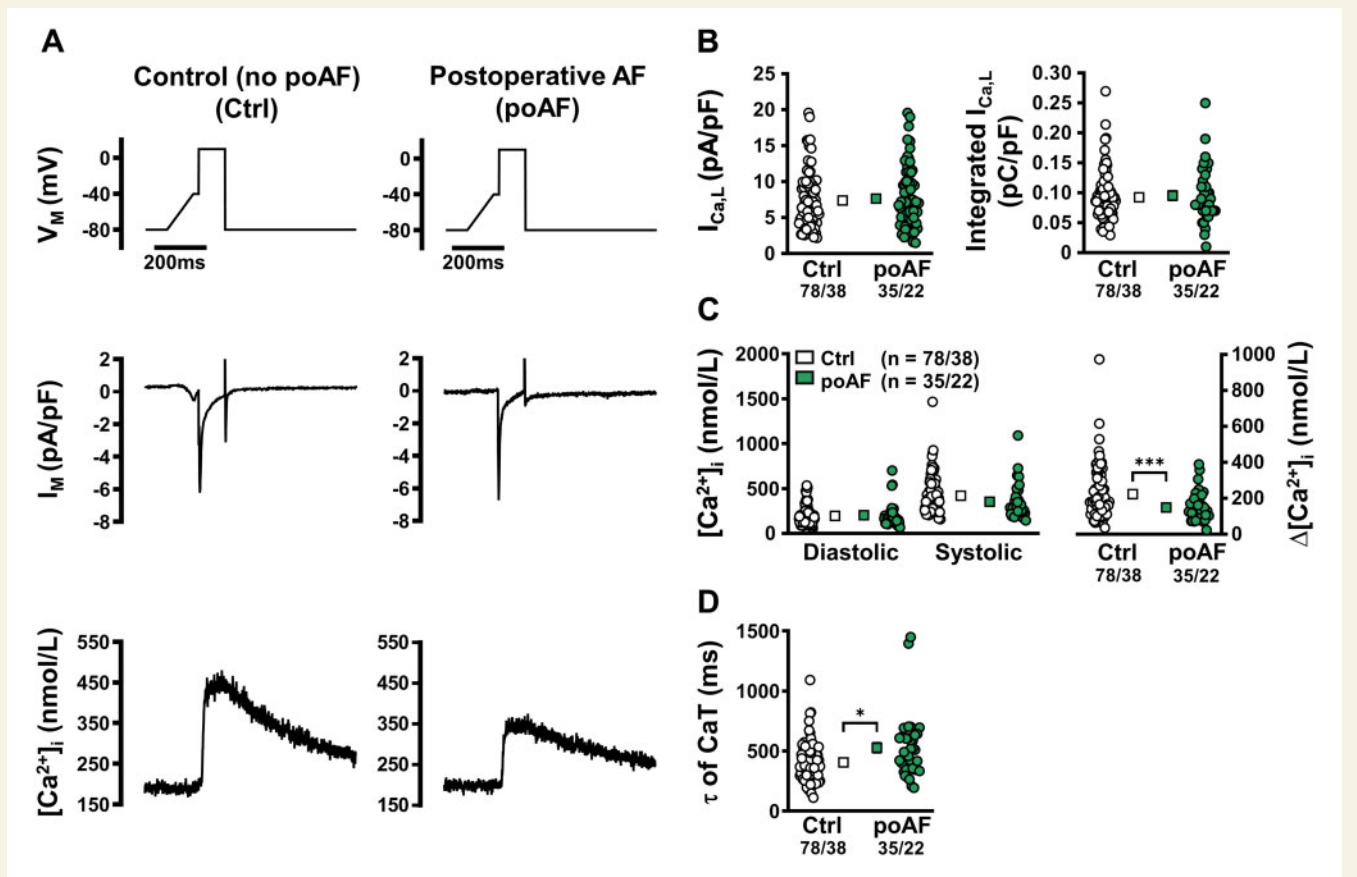 A
Control (no poAF)
(Ctrl)
Postoperative AF
(poAF)
V_M (mV)
0
-40
-80
200ms
0
-40
-80
200ms
I_M (pA/pF)
2
0
-2
-4
-6
-8
2
0
-2
-4
-6
-8
[Ca²⁺]ᵢ (nmol/L)
550
450
350
250
150
550
450
350
250
150
B
I_Ca,L (pA/pF)
25
20
15
10
5
0
Ctrl
78/38
poAF
35/22
Integrated I_Ca,L
(pC/pF)
0.30
0.25
0.20
0.15
0.10
0.05
0
Ctrl
78/38
poAF
35/22
C
[Ca²⁺]ᵢ (nmol/L)
2000
1500
1000
500
0
Ctrl (n = 78/38)
poAF (n = 35/22)
Diastolic
Systolic
***
Ctrl
78/38
poAF
35/22
1000
800
600
400
200
0
Δ[Ca²⁺]ᵢ (nmol/L)
D
τ of CaT (ms)
1500
1000
500
0
*
Ctrl
78/38
poAF
35/22